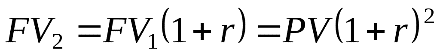 FV₂ = FV₁(1 + r) = PV(1 + r)²